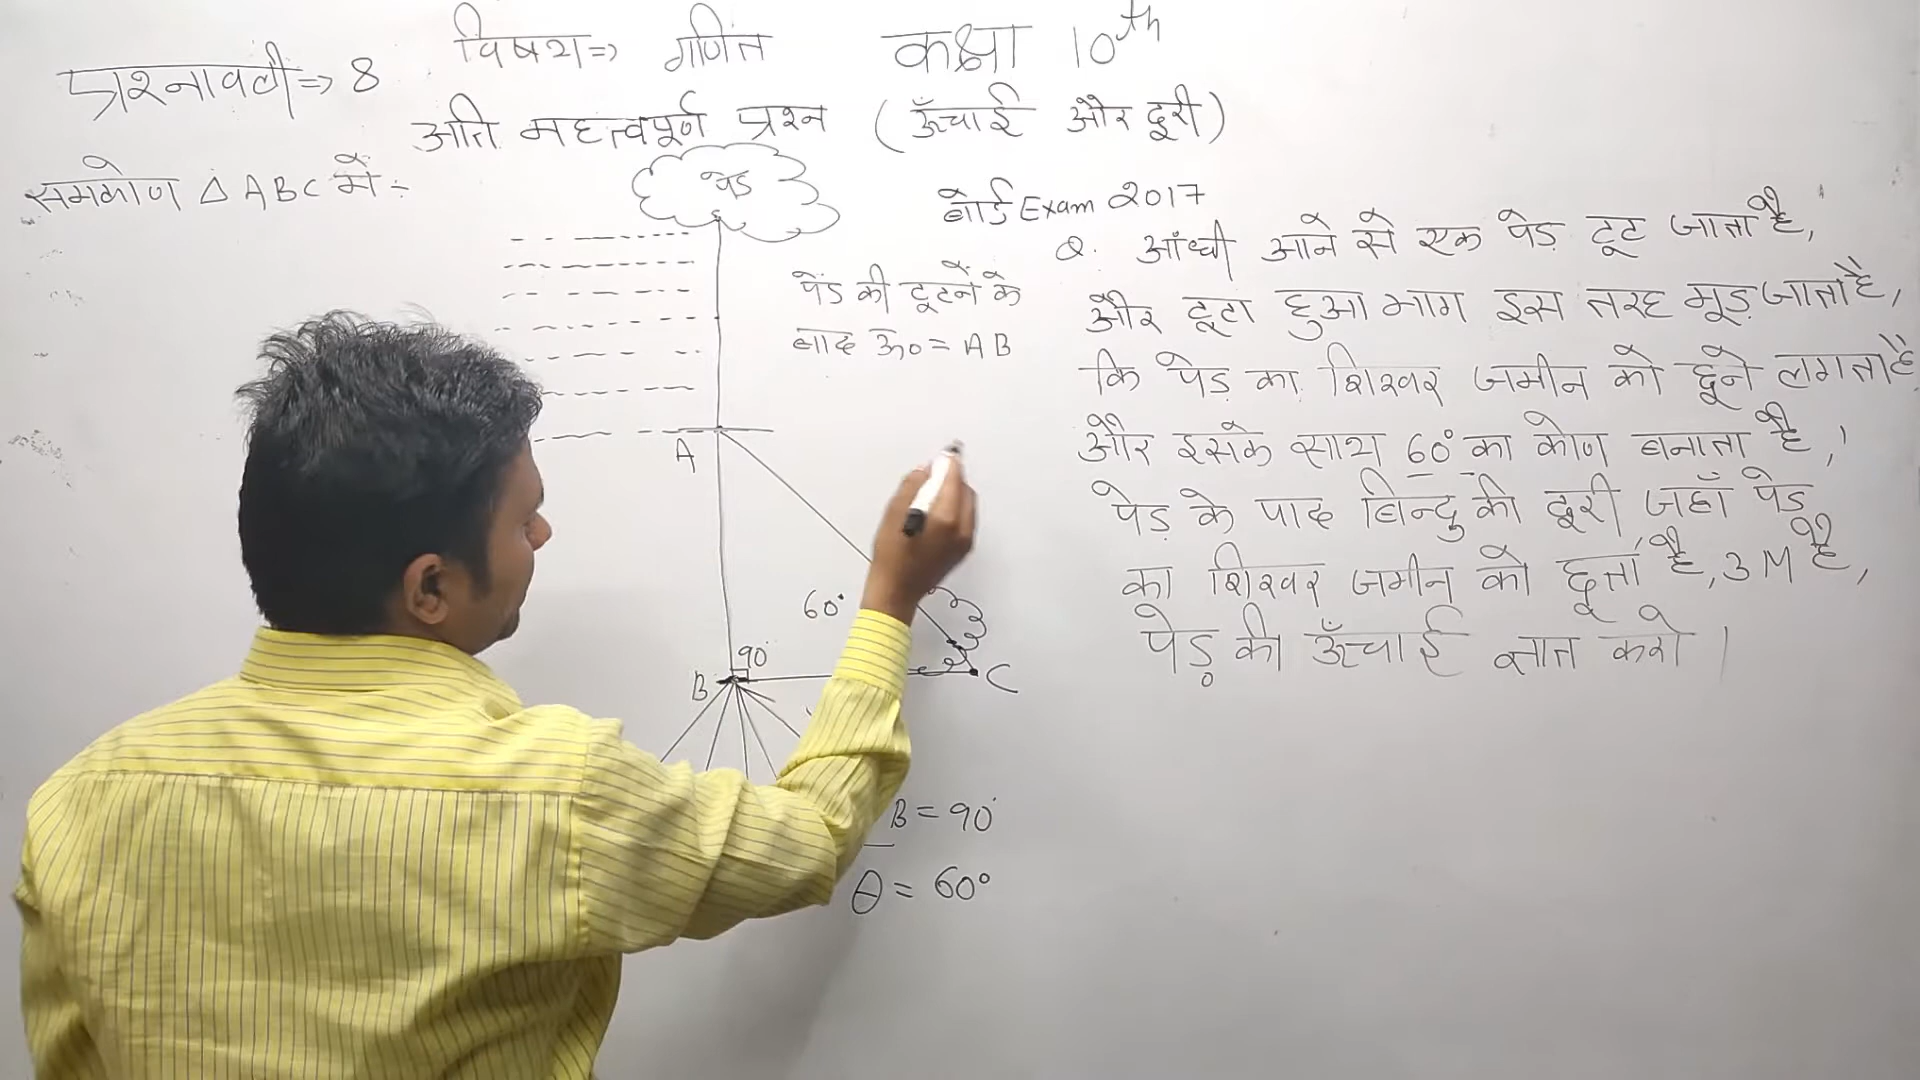 प्रश्नावली => 8
विषय => गणित
कक्षा 10th
अति महत्वपूर्ण प्रश्न (ऊँचाई और दूरी)
समकोण △ ABC में :-
पेड़
बोर्ड Exam 2017
Q. आंधी आने से एक पेड़ टूट जाता है,
और टूटा हुआ भाग इस तरह मूड़ जाता है,
कि पेड़ का शिखर जमीन को छूने लगता है
और इसके साथ 60° का कोण बनाता है,
पेड़ के पाद बिन्दु की दूरी, जहाँ पेड़
का शिखर जमीन को छूता है, 3 M है,
पेड़ की ऊँचाई ज्ञात करो।
पेड़ की टूटने के
बाद ऊ० = AB
A
60°
90°
B
C
B = 90°
θ = 60°